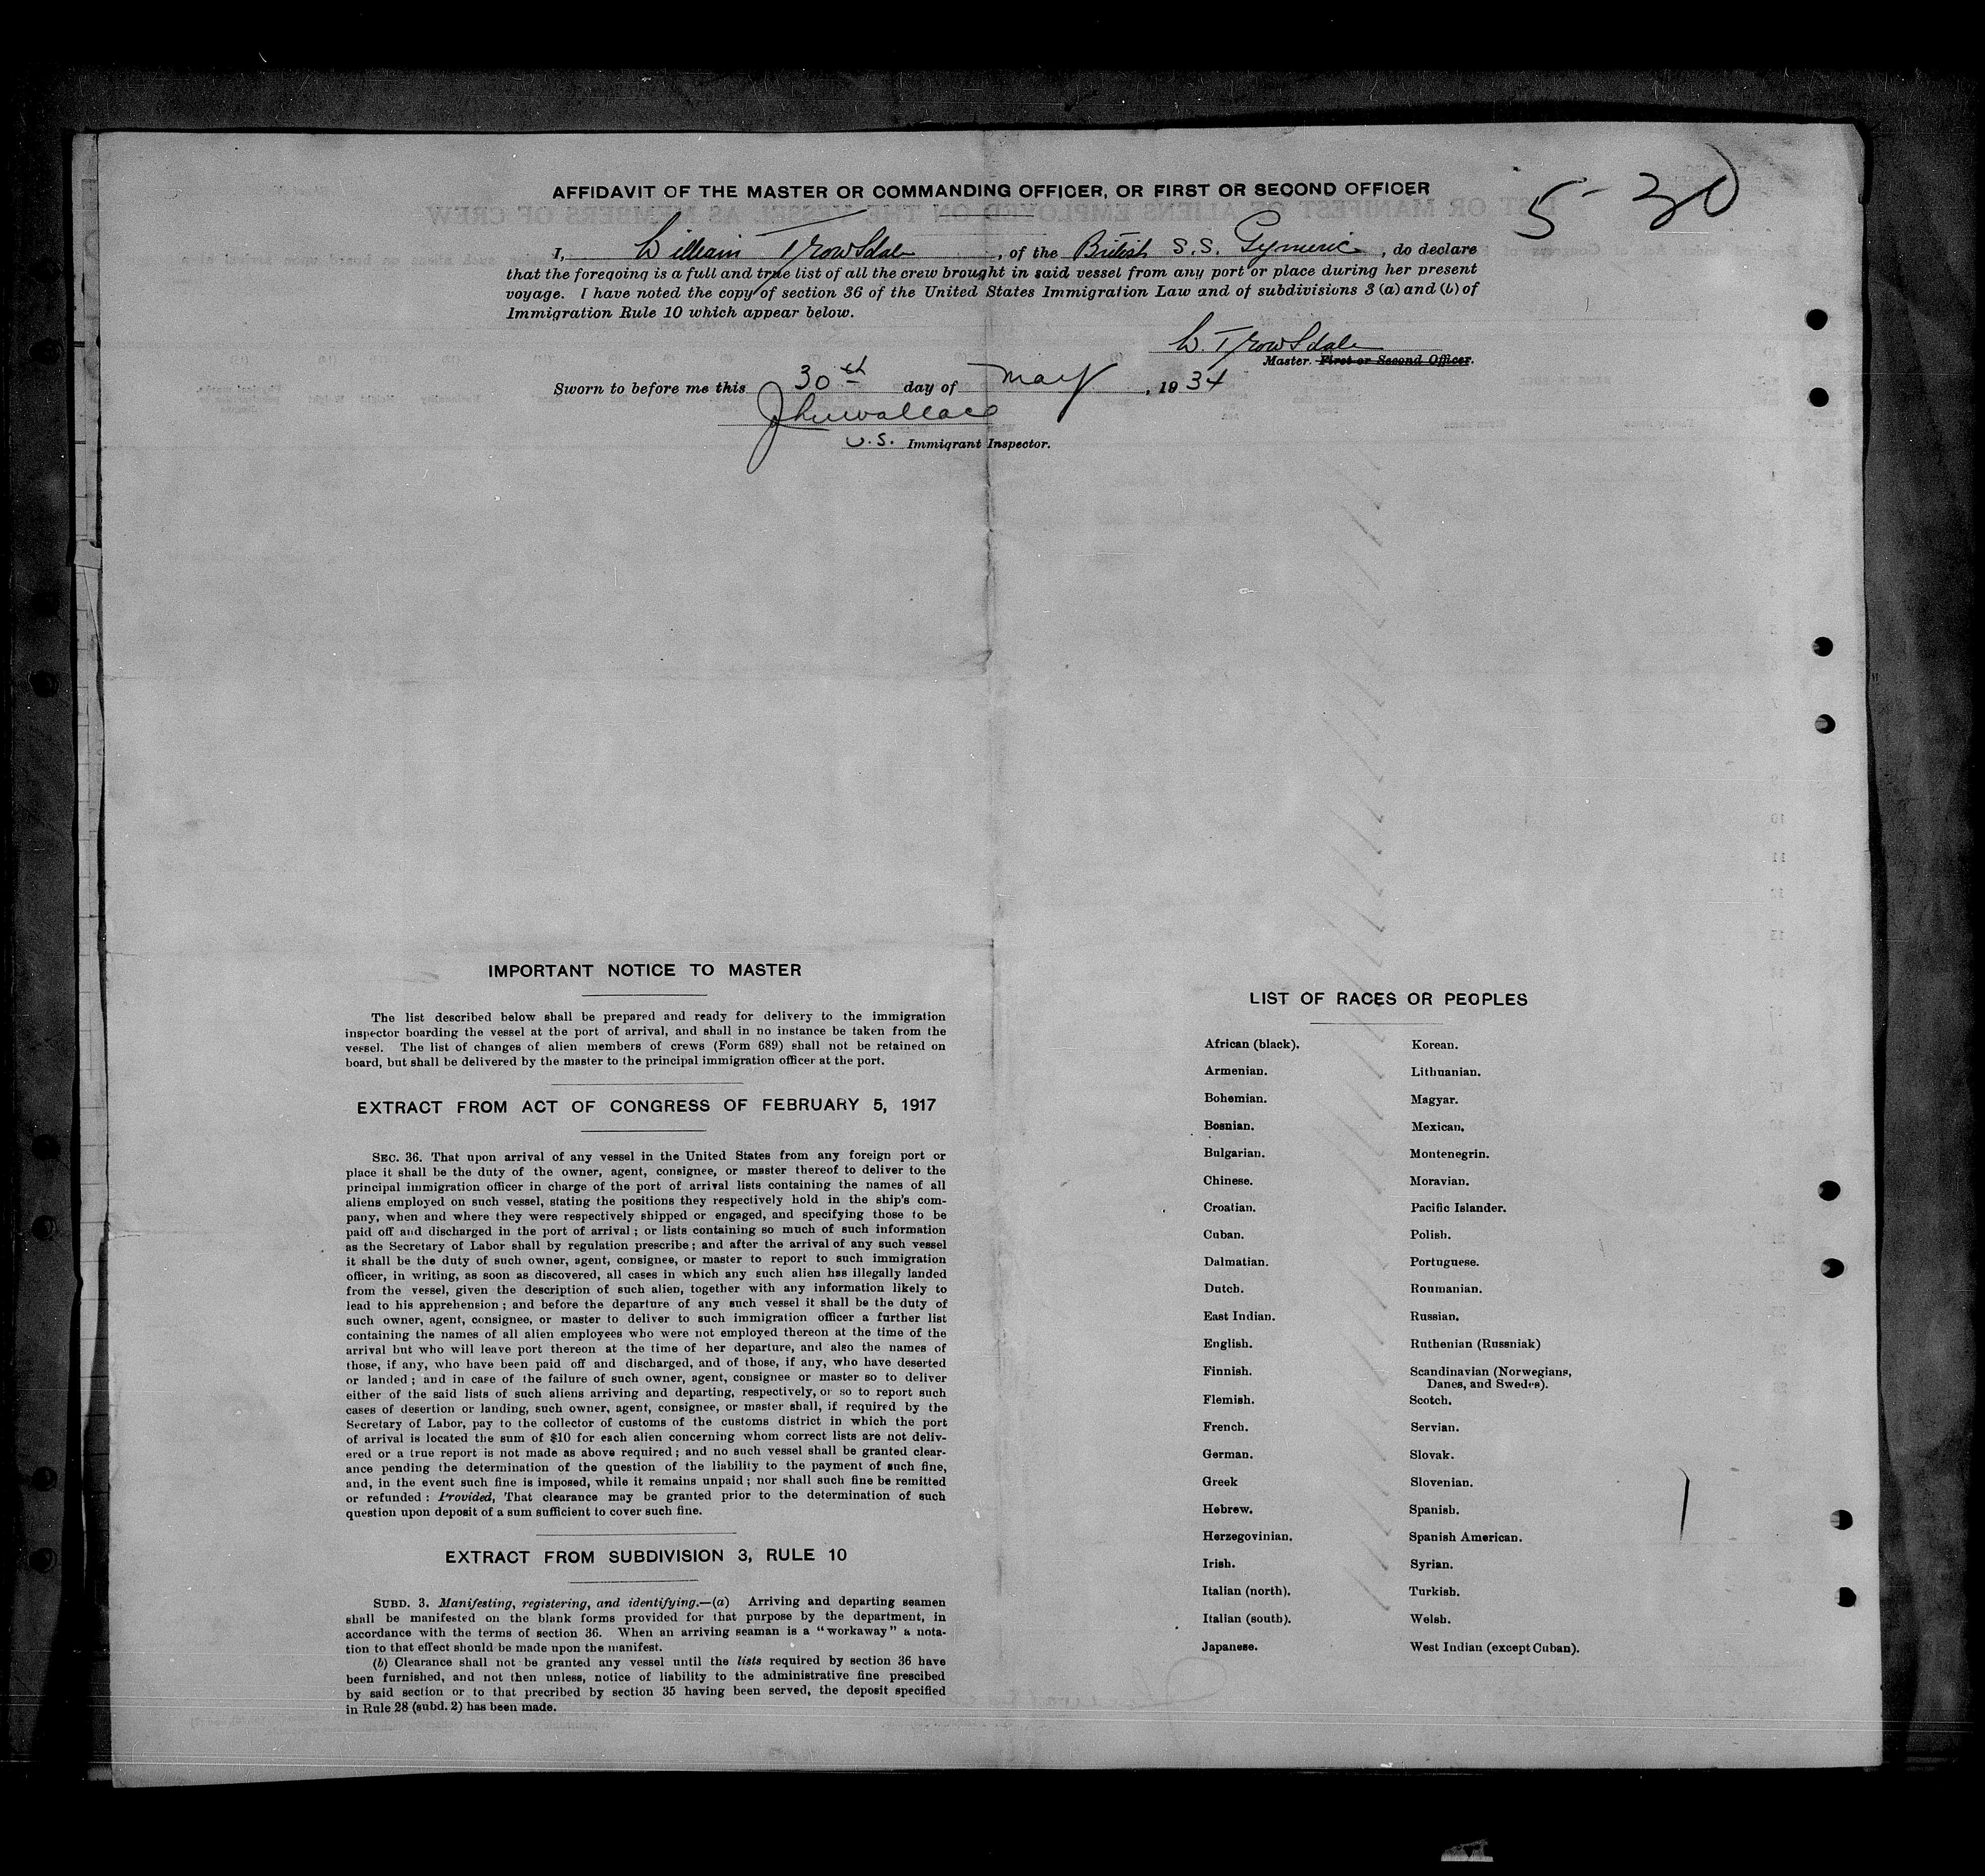 5-30
AFFIDAVIT OF THE MASTER OR COMMANDING OFFICER, OR FIRST OR SECOND OFFICER
I, William Trowsdale, of the British S.S. Gymeric, do declare
that the foregoing is a full and true list of all the crew brought in said vessel from any port or place during her present
voyage. I have noted the copy of section 36 of the United States Immigration Law and of subdivisions 3 (a) and (b) of
Immigration Rule 10 which appear below.
W. Trowsdale
Master. First or Second Officer.
Sworn to before me this 30th day of May, 1934
Wallace
U.S. Immigrant Inspector.
IMPORTANT NOTICE TO MASTER
The list described below shall be prepared and ready for delivery to the immigration
inspector boarding the vessel at the port of arrival, and shall in no instance be taken from the
vessel. The list of changes of alien members of crews (Form 689) shall not be retained on
board, but shall be delivered by the master to the principal immigration officer at the port.
EXTRACT FROM ACT OF CONGRESS OF FEBRUARY 5, 1917
SEC. 36. That upon arrival of any vessel in the United States from any foreign port or
place it shall be the duty of the owner, agent, consignee, or master thereof to deliver to the
principal immigration officer in charge of the port of arrival lists containing the names of all
aliens employed on such vessel, stating the positions they respectively hold in the ship's com-
pany, when and where they were respectively shipped or engaged, and specifying those to be
paid off and discharged in the port of arrival; or lists containing so much of such information
as the Secretary of Labor shall by regulation prescribe; and after the arrival of any such vessel
it shall be the duty of such owner, agent, consignee, or master to report to such immigration
officer, in writing, as soon as discovered, all cases in which any such alien has illegally landed
from the vessel, given the description of such alien, together with any information likely to
lead to his apprehension; and before the departure of any such vessel it shall be the duty of
such owner, agent, consignee, or master to deliver to such immigration officer a further list
containing the names of all alien employees who were not employed thereon at the time of the
arrival but who will leave port thereon at the time of her departure, and also the names of
those, if any, who have been paid off and discharged, and of those, if any, who have deserted
or landed; and in case of the failure of such owner, agent, consignee or master so to deliver
either of the said lists of such aliens arriving and departing, respectively, or so to report such
cases of desertion or landing, such owner, agent, consignee, or master shall, if required by the
Secretary of Labor, pay to the collector of customs of the customs district in which the port
of arrival is located the sum of $10 for each alien concerning whom correct lists are not deliv-
ered or a true report is not made as above required; and no such vessel shall be granted clear-
ance pending the determination of the question of the liability to the payment of such fine,
and, in the event such fine is imposed, while it remains unpaid; nor shall such fine be remitted
or refunded: Provided, That clearance may be granted prior to the determination of such
question upon deposit of a sum sufficient to cover such fine.
EXTRACT FROM SUBDIVISION 3, RULE 10
SUBD. 3. Manifesting, registering, and identifying.—(a) Arriving and departing seamen
shall be manifested on the blank forms provided for that purpose by the department, in
accordance with the terms of section 36. When an arriving seaman is a "workaway" a nota-
tion to that effect should be made upon the manifest.
(b) Clearance shall not be granted any vessel until the lists required by section 36 have
been furnished, and not then unless, notice of liability to the administrative fine prescibed
by said section or to that precribed by section 35 having been served, the deposit specified
in Rule 28 (subd. 2) has been made.
LIST OF RACES OR PEOPLES
African (black).
Armenian.
Bohemian.
Bosnian.
Bulgarian.
Chinese.
Croatian.
Cuban.
Dalmatian.
Dutch.
East Indian.
English.
Finnish.
Flemish.
French.
German.
Greek
Hebrew.
Herzegovinian.
Irish.
Italian (north).
Italian (south).
Japanese.
Korean.
Lithuanian.
Magyar.
Mexican.
Montenegrin.
Moravian.
Pacific Islander.
Polish.
Portuguese.
Roumanian.
Russian.
Ruthenian (Russniak)
Scandinavian (Norwegians,
Danes, and Swedes).
Scotch.
Servian.
Slovak.
Slovenian.
Spanish.
Spanish American.
Syrian.
Turkish.
Welsh.
West Indian (except Cuban).